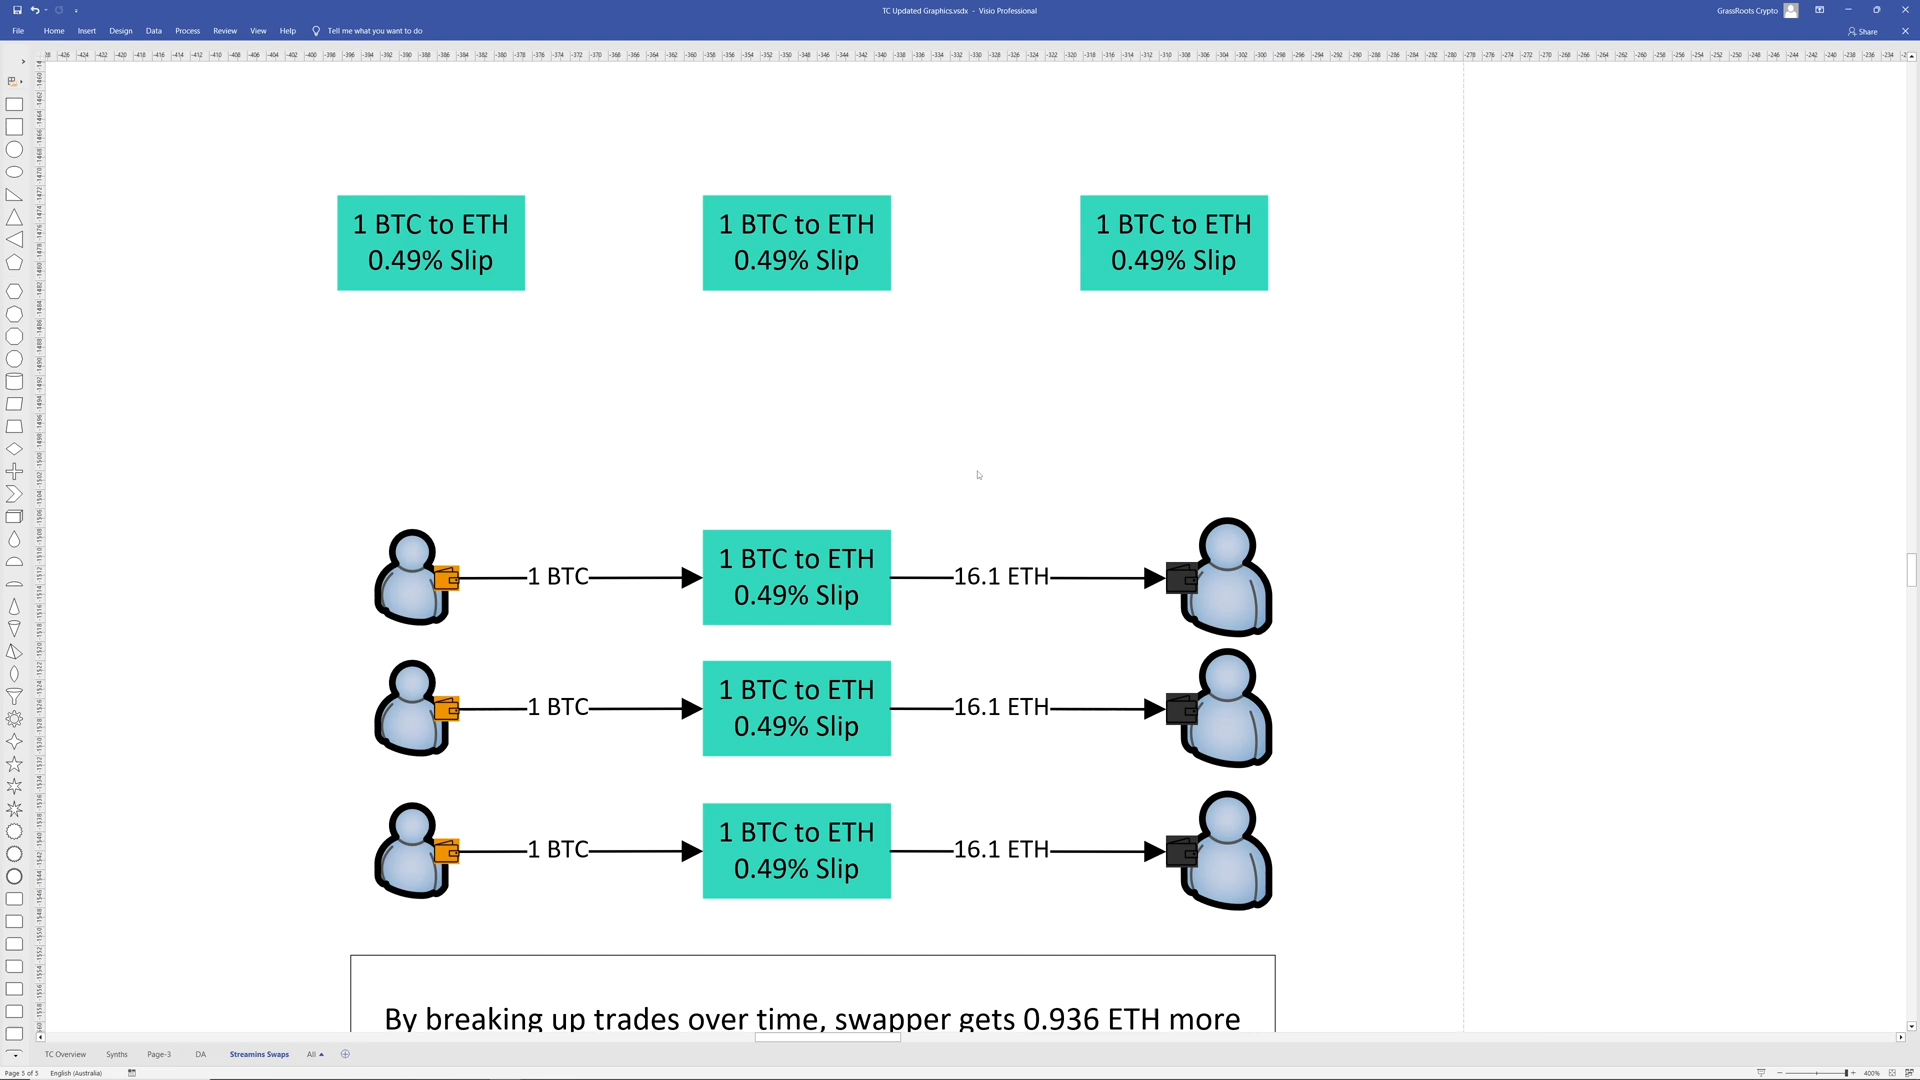 TC Updated Graphics.vsdx - Visio Professional
GrassRoots Crypto
File Home Insert Design Data Process Review View Help Tell me what you want to do
Share
1 BTC to ETH
0.49% Slip
1 BTC to ETH
0.49% Slip
1 BTC to ETH
0.49% Slip
1 BTC
1 BTC to ETH
0.49% Slip
16.1 ETH
1 BTC
1 BTC to ETH
0.49% Slip
16.1 ETH
1 BTC
1 BTC to ETH
0.49% Slip
16.1 ETH
By breaking up trades over time, swapper gets 0.936 ETH more
TC Overview Synths Page-3 DA Streamins Swaps All
Page 5 of 5 English (Australia)
400%